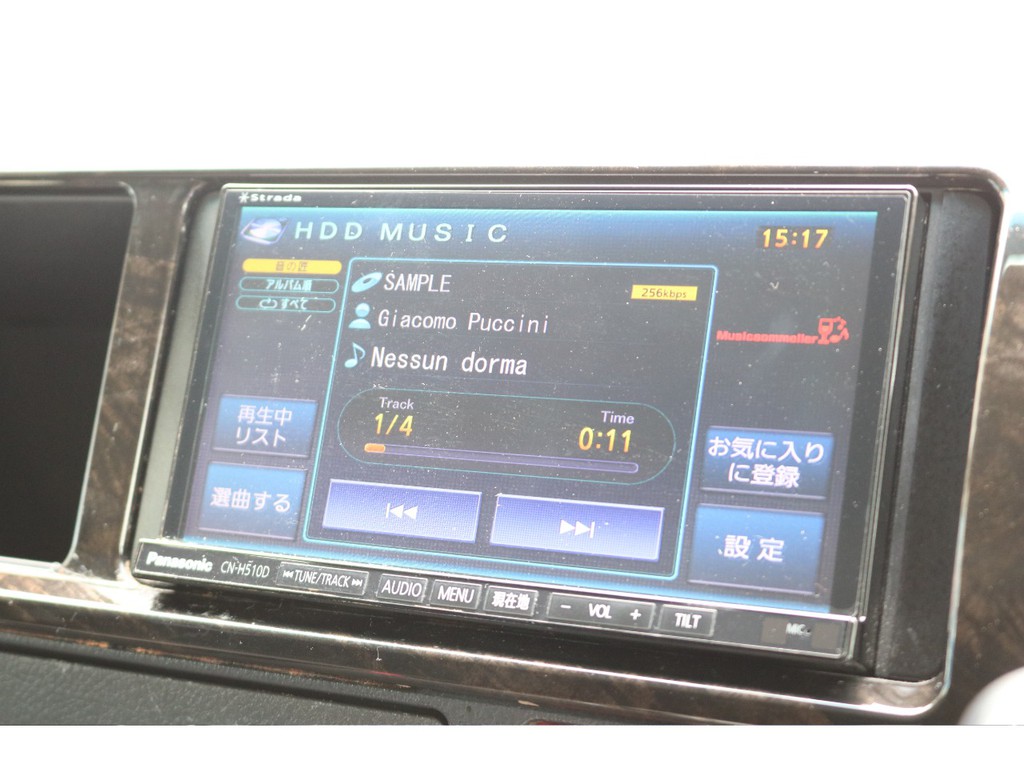 Strada
HDD MUSIC
15:17
音の匠
アルバム順
すべて
SAMPLE
256kbps
Giacomo Puccini
Musicsommelier
Nessun dorma
Track
1/4
Time
0:11
再生中
リスト
選曲する
お気に入り
に登録
設定
Panasonic CN-H510D TUNE/TRACK AUDIO MENU 現在地 − VOL + TILT MIC